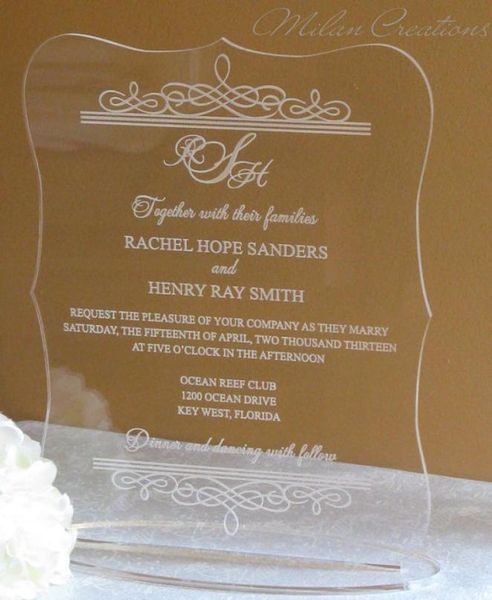 Milan Creations
RSH
Together with their families
RACHEL HOPE SANDERS
and
HENRY RAY SMITH
REQUEST THE PLEASURE OF YOUR COMPANY AS THEY MARRY
SATURDAY, THE FIFTEENTH OF APRIL, TWO THOUSAND THIRTEEN
AT FIVE O'CLOCK IN THE AFTERNOON
OCEAN REEF CLUB
1200 OCEAN DRIVE
KEY WEST, FLORIDA
Dinner and dancing with follow